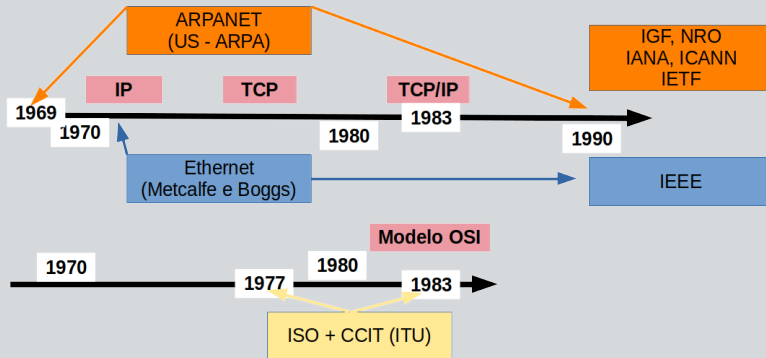 ARPANET
(US - ARPA)
IGF, NRO
IANA, ICANN
IETF
IP
TCP
TCP/IP
1969
1970
1980
1983
1990
Ethernet
(Metcalfe e Boggs)
IEEE
Modelo OSI
1970
1977
1980
1983
ISO + CCIT (ITU)